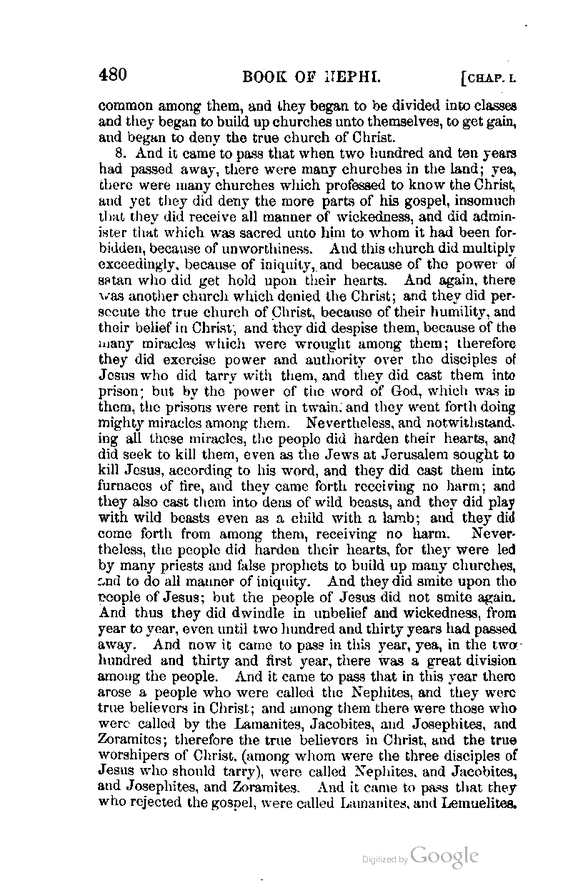 480 BOOK OF NEPHI. [CHAP. I.
common among them, and they began to be divided into classes
and they began to build up churches unto themselves, to get gain,
and began to deny the true church of Christ.
8. And it came to pass that when two hundred and ten years
had passed away, there were many churches in the land; yea,
there were many churches which professed to know the Christ,
and yet they did deny the more parts of his gospel, insomuch
that they did receive all manner of wickedness, and did admin-
ister that which was sacred unto him to whom it had been for-
bidden, because of unworthiness. And this church did multiply
exceedingly, because of iniquity, and because of the power of
satan who did get hold upon their hearts. And again, there
was another church which denied the Christ; and they did per-
secute the true church of Christ, because of their humility, and
their belief in Christ; and they did despise them, because of the
many miracles which were wrought among them; therefore
they did exercise power and authority over the disciples of
Jesus who did tarry with them, and they did cast them into
prison; but by the power of the word of God, which was in
them, the prisons were rent in twain, and they went forth doing
mighty miracles among them. Nevertheless, and notwithstand-
ing all these miracles, the people did harden their hearts, and
did seek to kill them, even as the Jews at Jerusalem sought to
kill Jesus, according to his word, and they did cast them into
furnaces of fire, and they came forth receiving no harm; and
they also cast them into dens of wild beasts, and they did play
with wild beasts even as a child with a lamb; and they did
come forth from among them, receiving no harm. Never-
theless, the people did harden their hearts, for they were led
by many priests and false prophets to build up many churches,
and to do all manner of iniquity. And they did smite upon the
people of Jesus; but the people of Jesus did not smite again.
And thus they did dwindle in unbelief and wickedness, from
year to year, even until two hundred and thirty years had passed
away. And now it came to pass in this year, yea, in the two
hundred and thirty and first year, there was a great division
among the people. And it came to pass that in this year there
arose a people who were called the Nephites, and they were
true believers in Christ; and among them there were those who
were called by the Lamanites, Jacobites, and Josephites, and
Zoramites; therefore the true believers in Christ, and the true
worshipers of Christ, (among whom were the three disciples of
Jesus who should tarry), were called Nephites, and Jacobites,
and Josephites, and Zoramites. And it came to pass that they
who rejected the gospel, were called Lamanites, and Lemuelites,
Digitized by Google